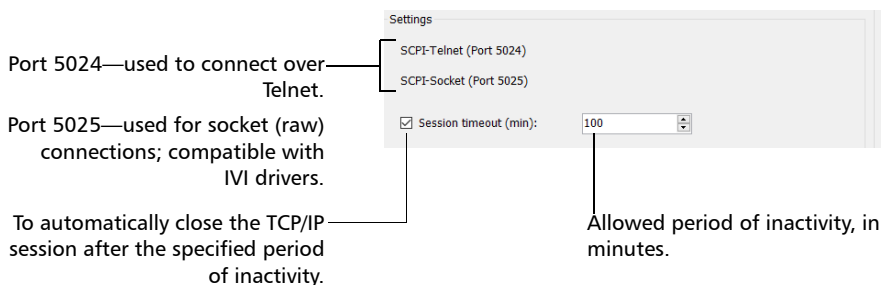 Settings
SCPI-Telnet (Port 5024)
SCPI-Socket (Port 5025)
Session timeout (min): 100
Port 5024—used to connect over
Telnet.
Port 5025—used for socket (raw)
connections; compatible with
IVI drivers.
To automatically close the TCP/IP
session after the specified period
of inactivity.
Allowed period of inactivity, in
minutes.